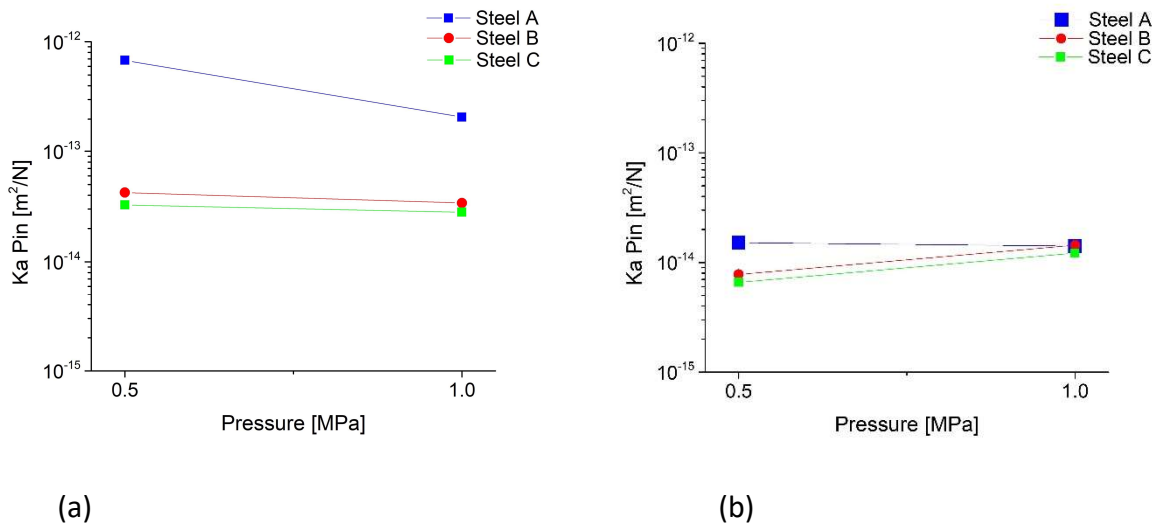 Steel A
Steel B
Steel C
10⁻¹²
10⁻¹³
10⁻¹⁴
10⁻¹⁵
Ka Pin [m²/N]
0.5
1.0
Pressure [MPa]
(a)
Steel A
Steel B
Steel C
10⁻¹²
10⁻¹³
10⁻¹⁴
10⁻¹⁵
Ka Pin [m²/N]
0.5
1.0
Pressure [MPa]
(b)